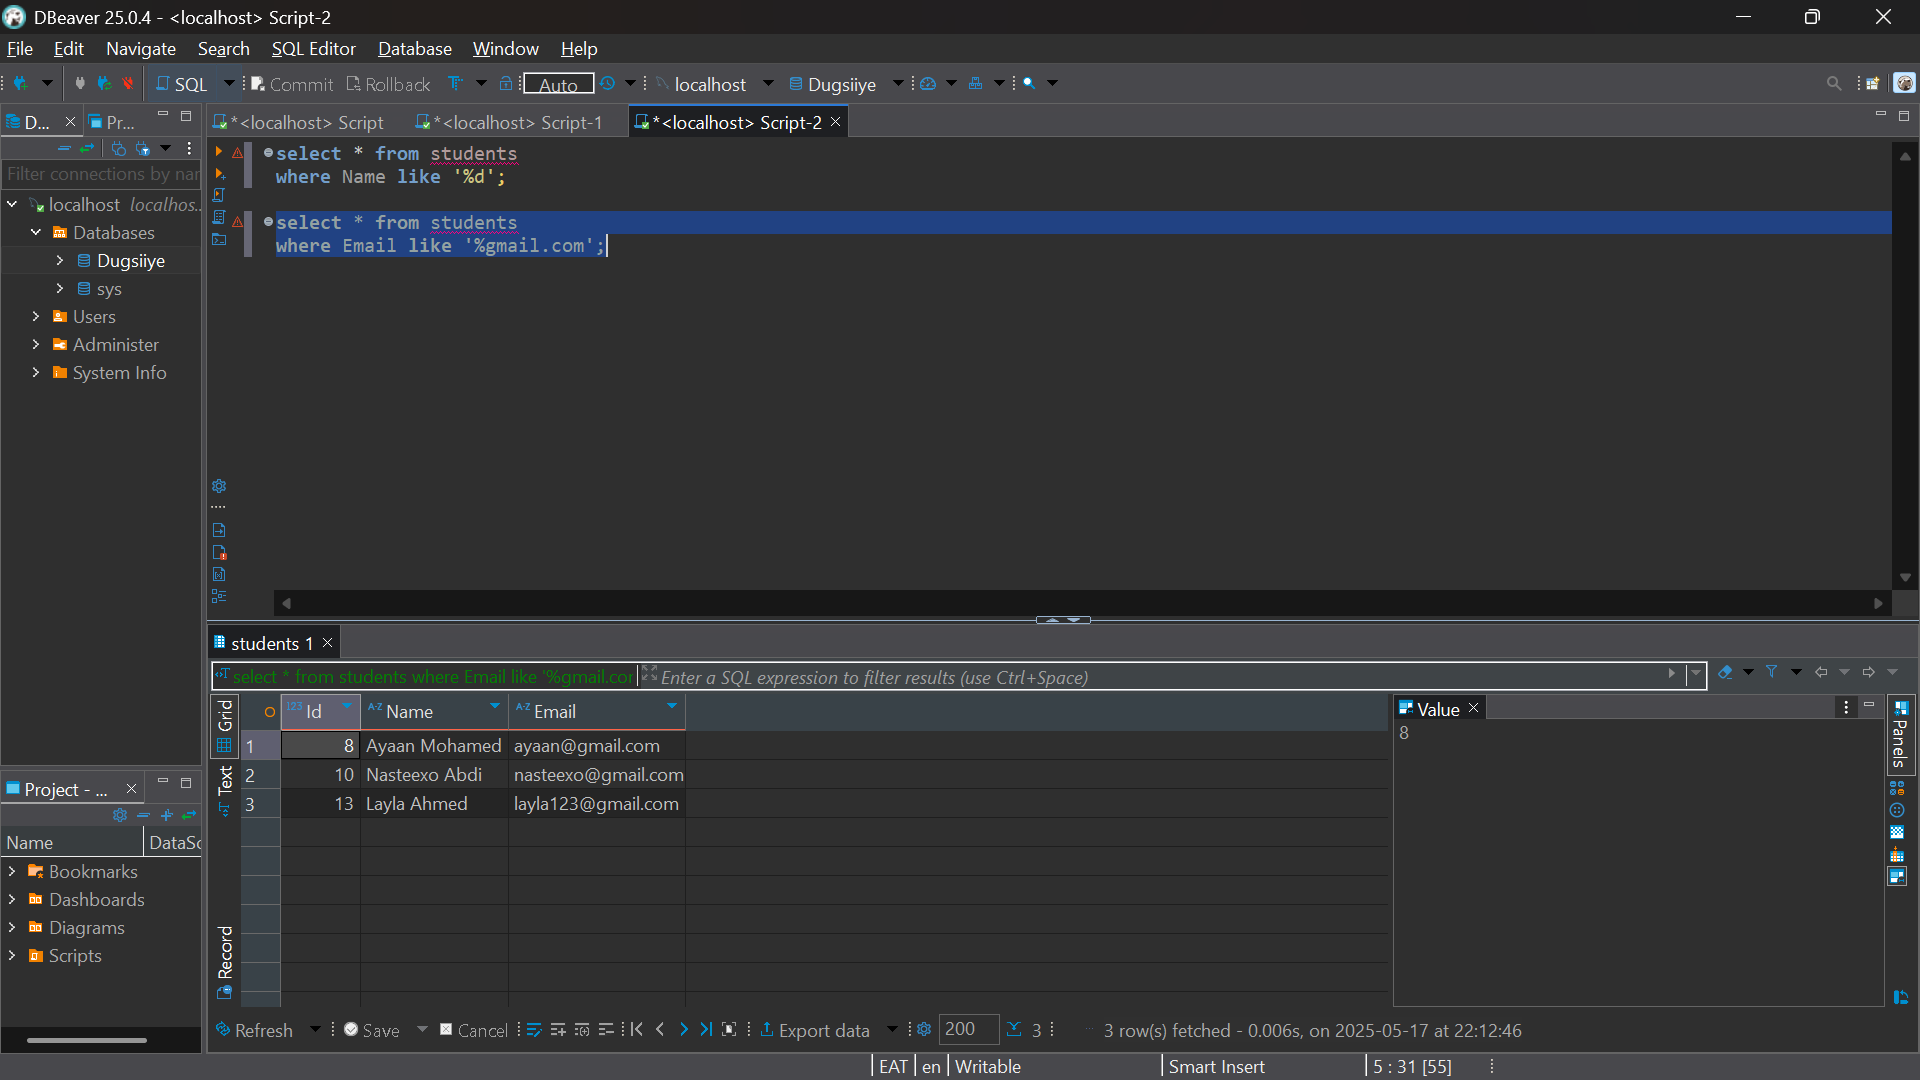 DBeaver 25.0.4 - <localhost> Script-2
File Edit Navigate Search SQL Editor Database Window Help
SQL Commit Rollback Auto localhost Dugsiiye
D... Pr...
*<localhost> Script *<localhost> Script-1 *<localhost> Script-2
Filter connections by nar
localhost localhos...
Databases
Dugsiiye
sys
Users
Administer
System Info
select * from students
where Name like '%d';
select * from students
where Email like '%gmail.com';
students 1
select * from students where Email like '%gmail.cor Enter a SQL expression to filter results (use Ctrl+Space)
Grid
Text
Record
123 Id A-Z Name A-Z Email
1 8 Ayaan Mohamed ayaan@gmail.com
2 10 Nasteexo Abdi nasteexo@gmail.com
3 13 Layla Ahmed layla123@gmail.com
Value
8
Panels
Project - ...
Name DataSc
Bookmarks
Dashboards
Diagrams
Scripts
Refresh Save Cancel Export data 200 3 3 row(s) fetched - 0.006s, on 2025-05-17 at 22:12:46
EAT en Writable Smart Insert 5 : 31 [55]